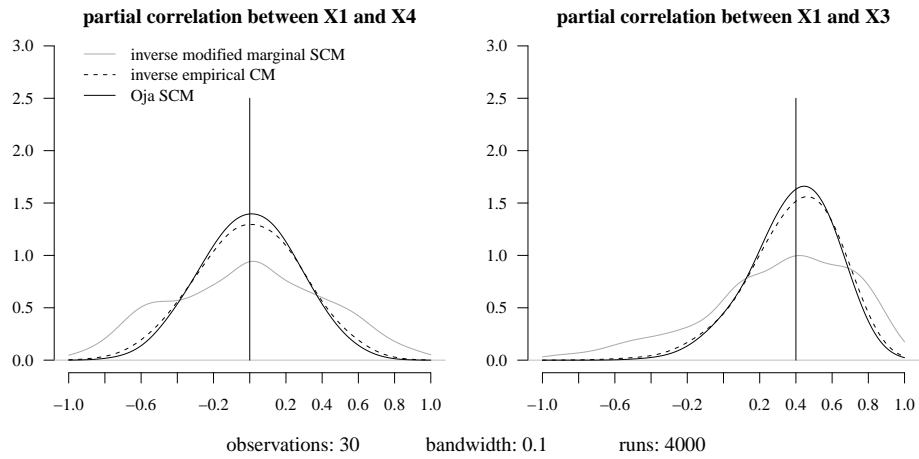 partial correlation between X1 and X4
partial correlation between X1 and X3
3.0
2.5
2.0
1.5
1.0
0.5
0.0
inverse modified marginal SCM
inverse empirical CM
Oja SCM
−1.0 −0.6 −0.2 0.2 0.4 0.6 0.8 1.0
3.0
2.5
2.0
1.5
1.0
0.5
0.0
−1.0 −0.6 −0.2 0.2 0.4 0.6 0.8 1.0
observations: 30 bandwidth: 0.1 runs: 4000